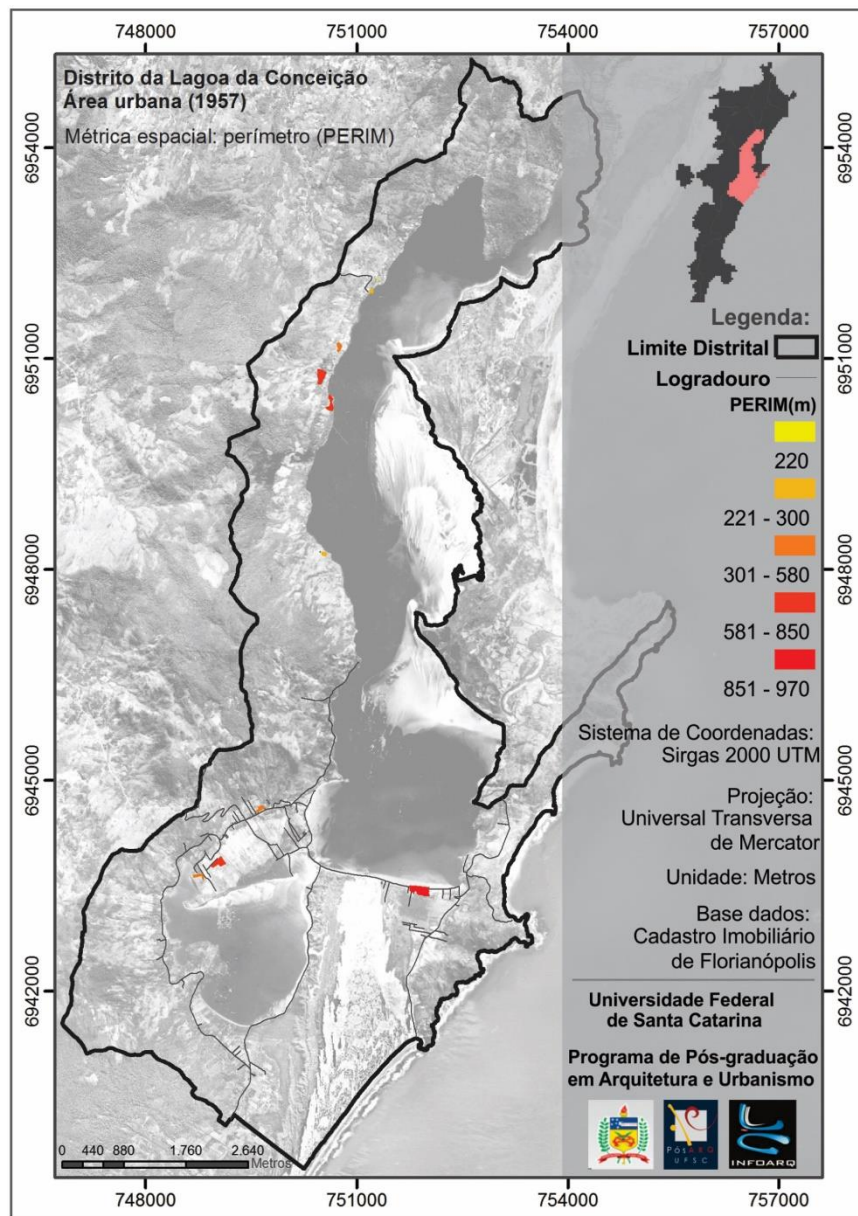 748000
751000
754000
757000
Distrito da Lagoa da Conceição
Área urbana (1957)
Métrica espacial: perímetro (PERIM)
6954000
6954000
6951000
6951000
6948000
6948000
6945000
6945000
6942000
6942000
Legenda:
Limite Distrital
Logradouro
PERIM(m)
220
221 - 300
301 - 580
581 - 850
851 - 970
Sistema de Coordenadas:
Sirgas 2000 UTM
Projeção:
Universal Transversa
de Mercator
Unidade: Metros
Base dados:
Cadastro Imobiliário
de Florianópolis
Universidade Federal
de Santa Catarina
Programa de Pós-graduação
em Arquitetura e Urbanismo
PÓSARQ
UFSC
INFOARQ
0 440 880 1.760 2.640
Metros
748000
751000
754000
757000